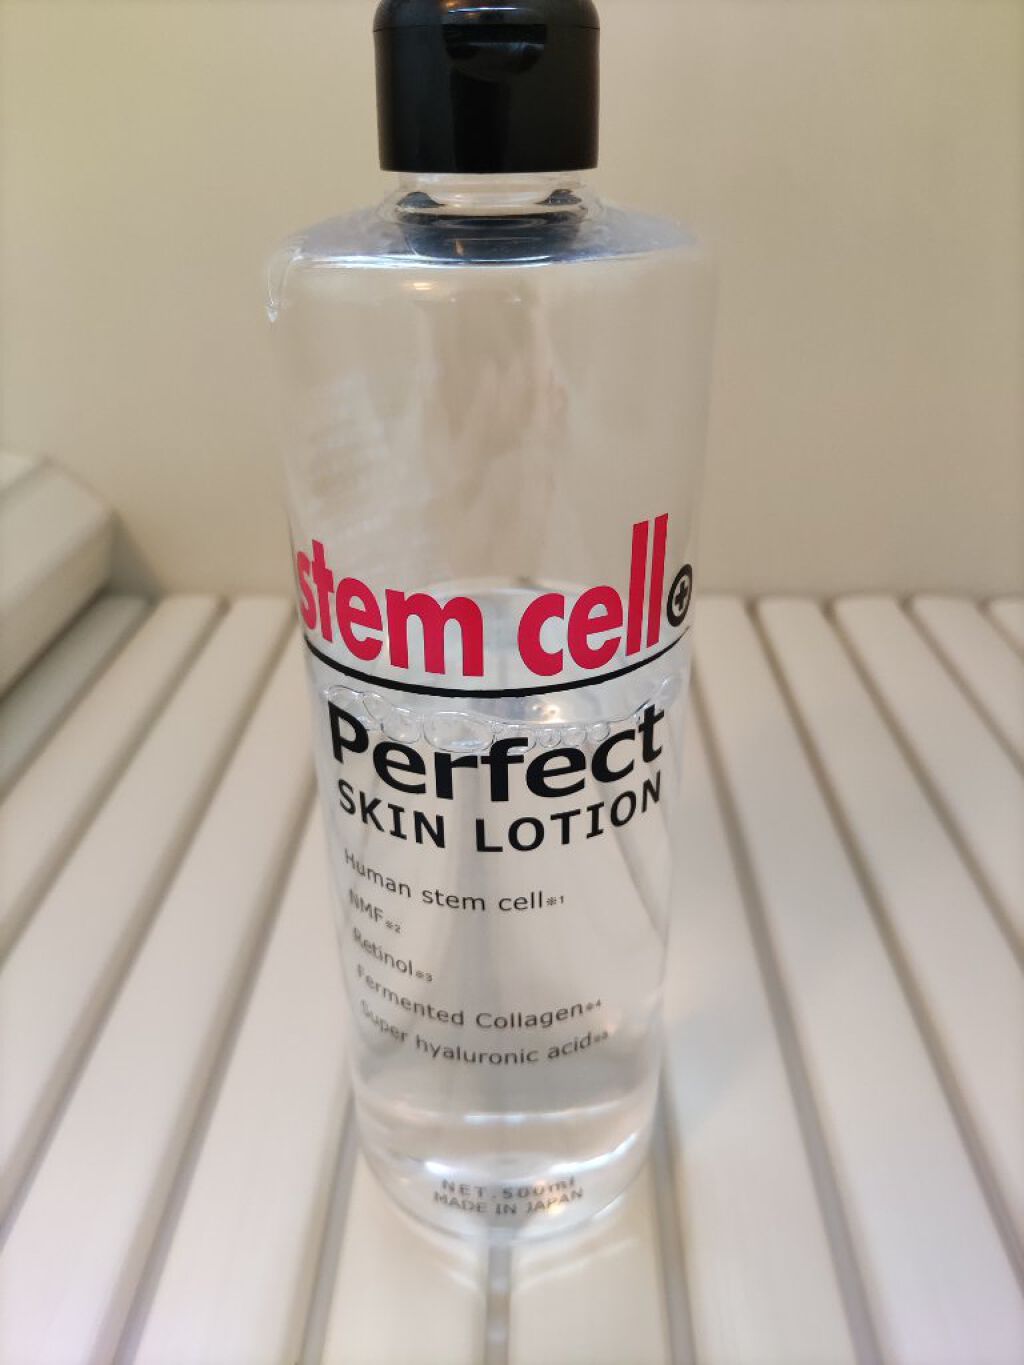 stem cell⊕
Perfect
SKIN LOTION
Human stem cell※1
NMF※2
Retinol※3
Fermented Collagen※4
Super hyaluronic acid※5
NET.500ml
MADE IN JAPAN